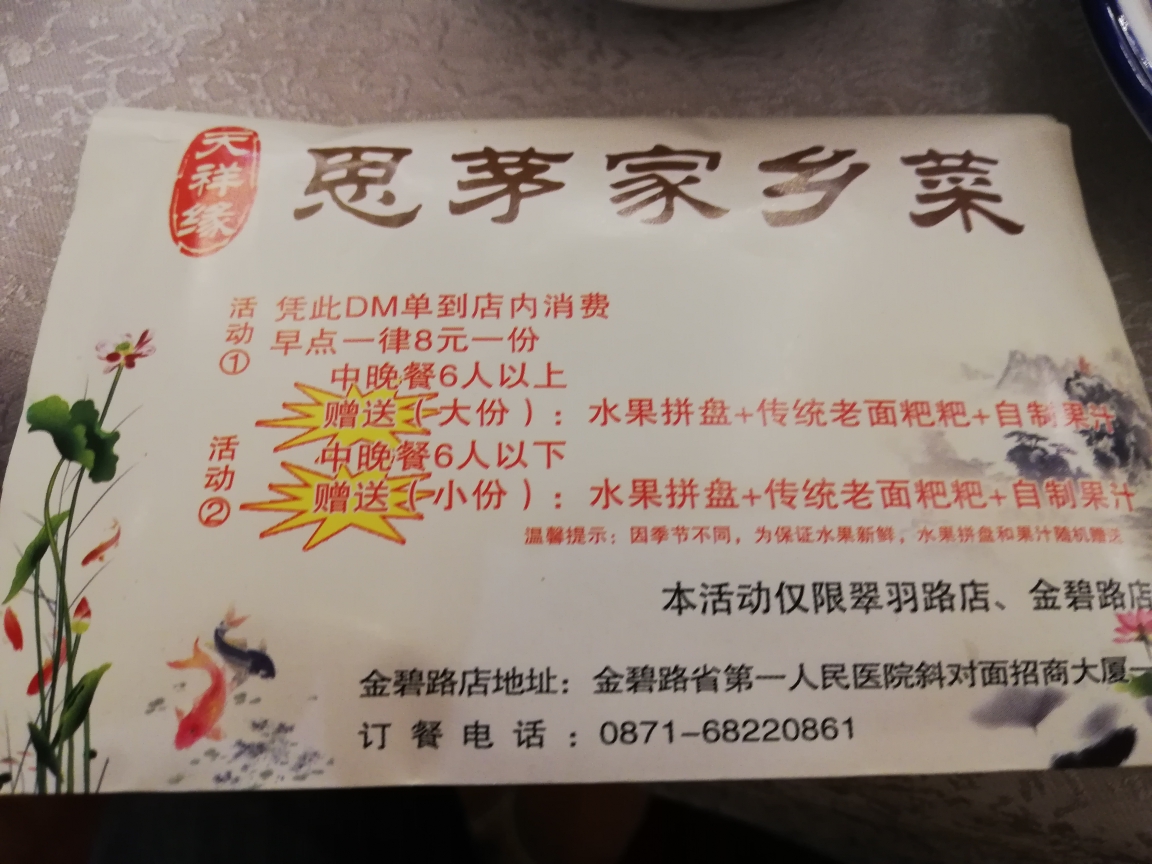 天祥缘
思茅家乡菜
活动①
凭此DM单到店内消费
早点一律8元一份
活动②
中晚餐6人以上
赠送（大份）：水果拼盘+传统老面粑粑+自制果汁
中晚餐6人以下
赠送（小份）：水果拼盘+传统老面粑粑+自制果汁
温馨提示：因季节不同，为保证水果新鲜，水果拼盘和果汁随机赠送
本活动仅限翠羽路店、金碧路店
金碧路店地址：金碧路省第一人民医院斜对面招商大厦一
订餐电话：0871-68220861